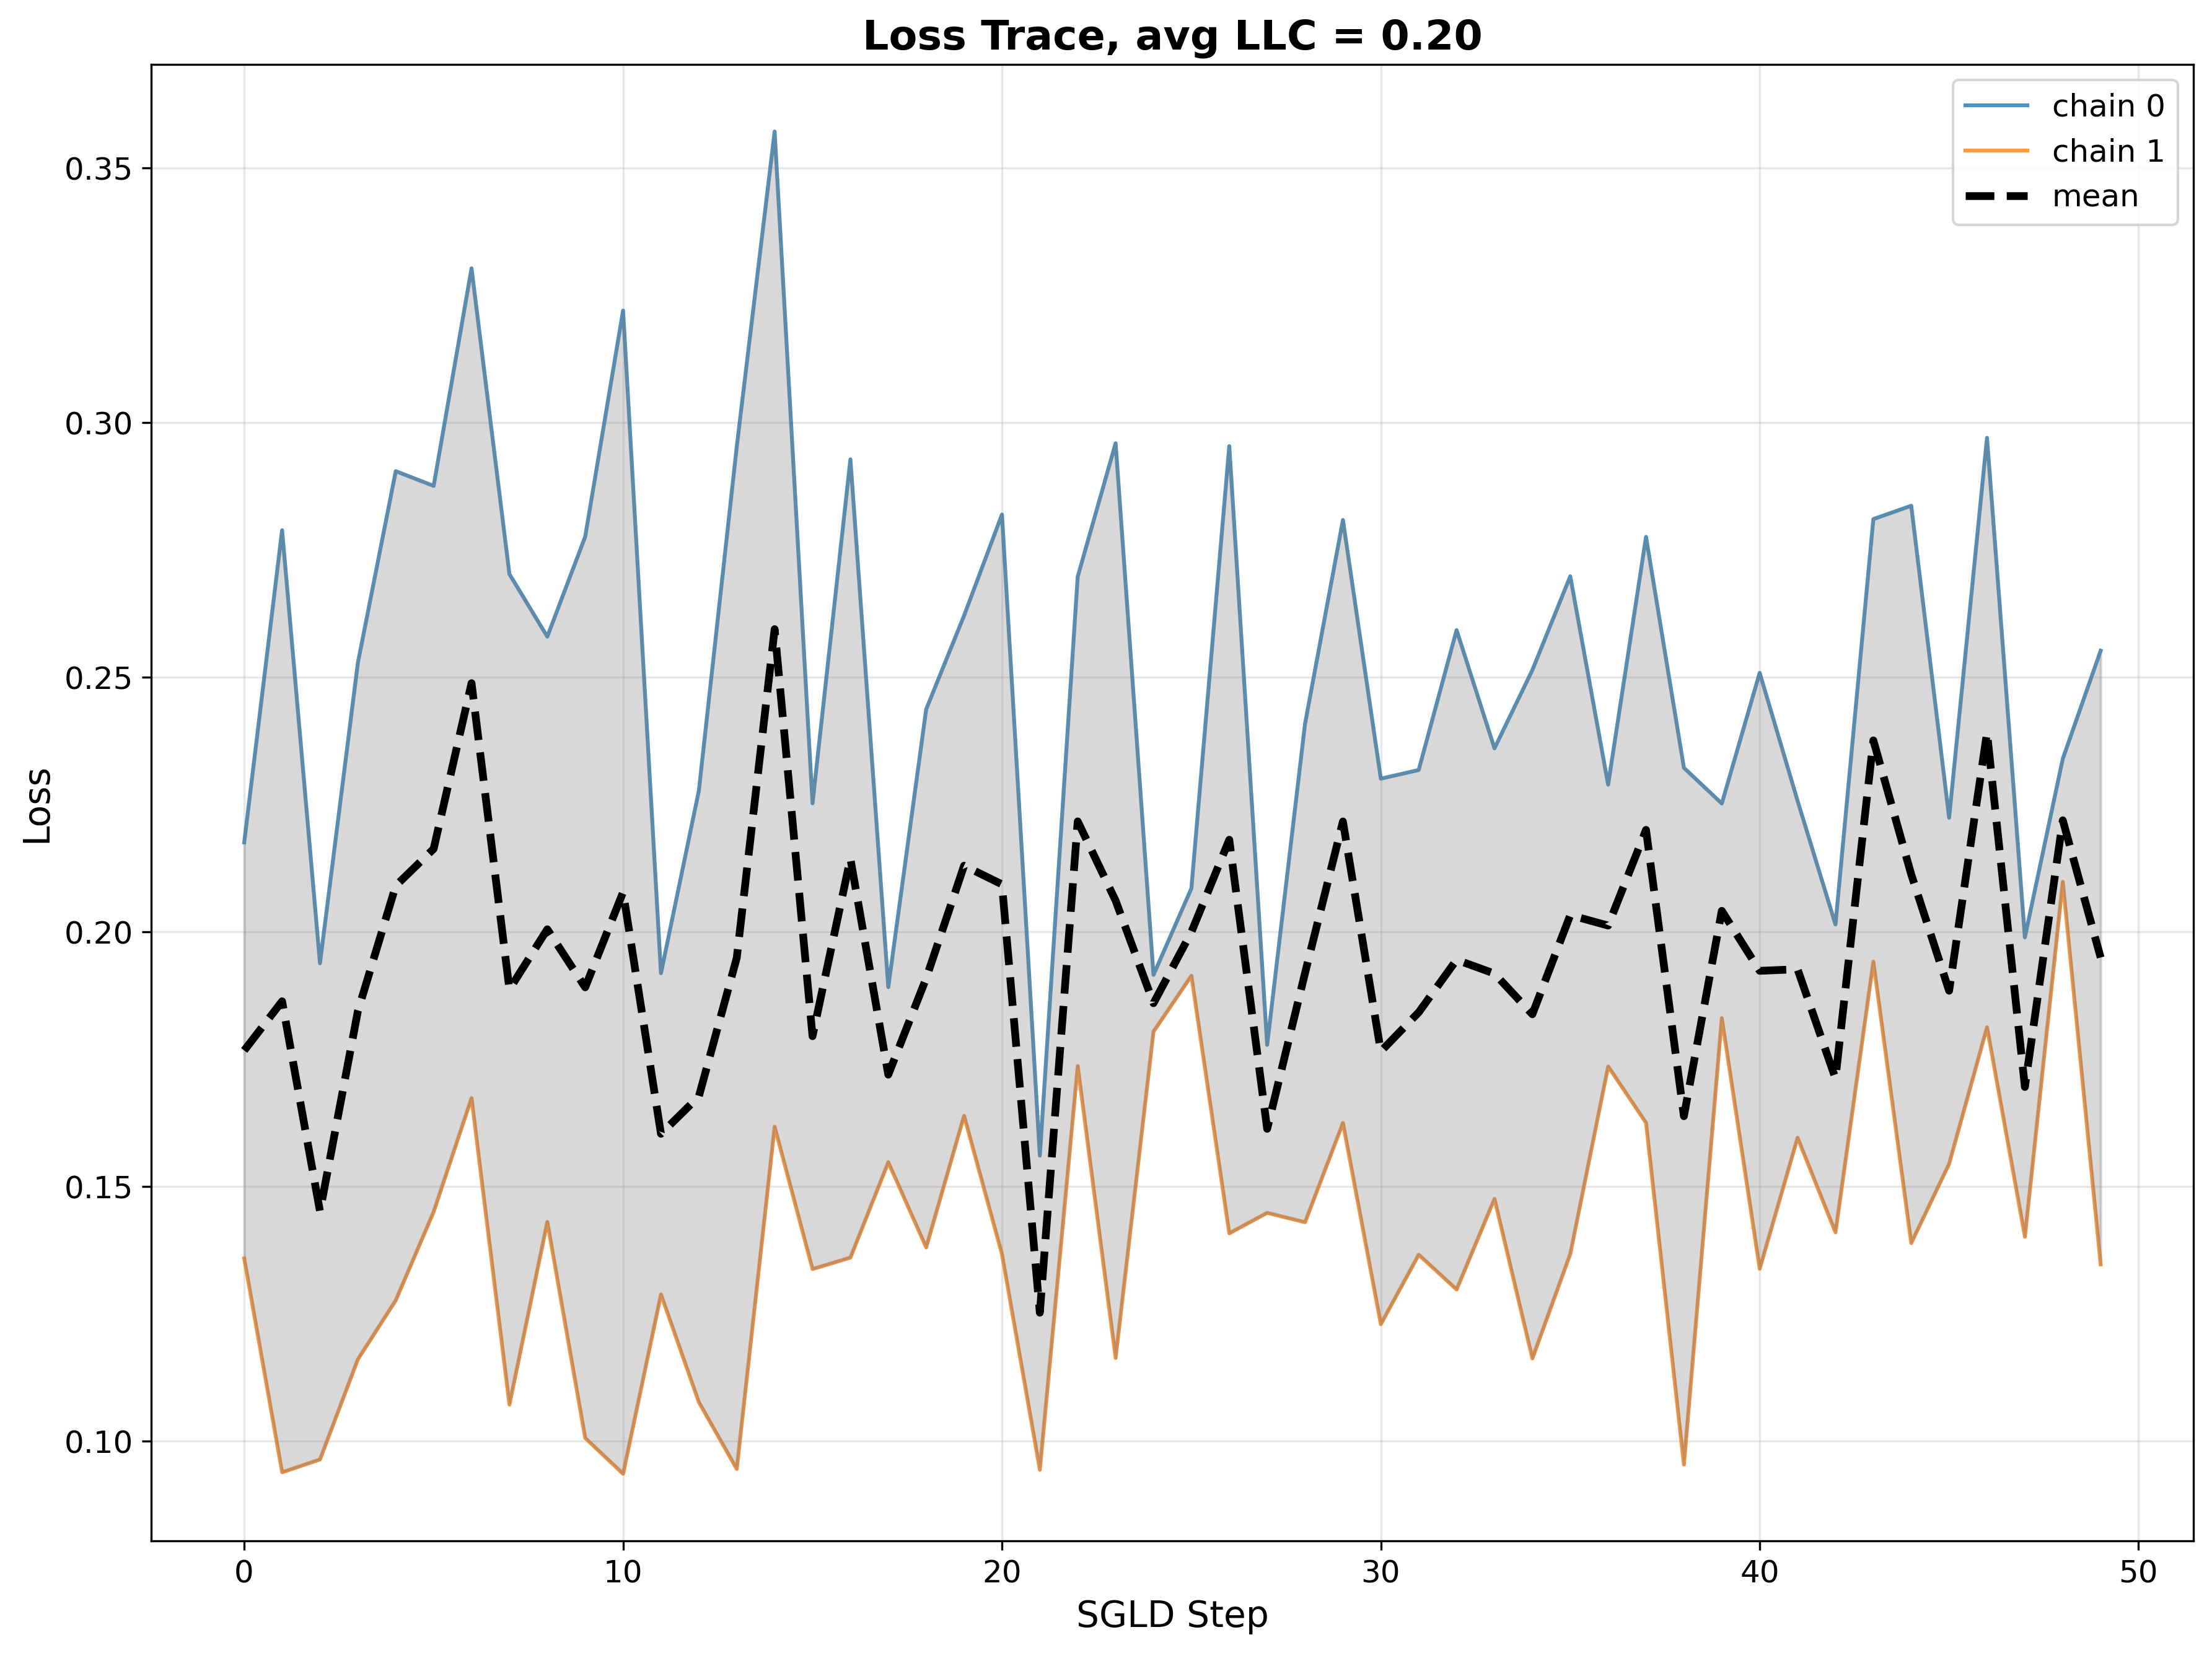 Loss Trace, avg LLC = 0.20
chain 0
chain 1
mean
0.35
0.30
0.25
0.20
0.15
0.10
Loss
0 10 20 30 40 50
SGLD Step